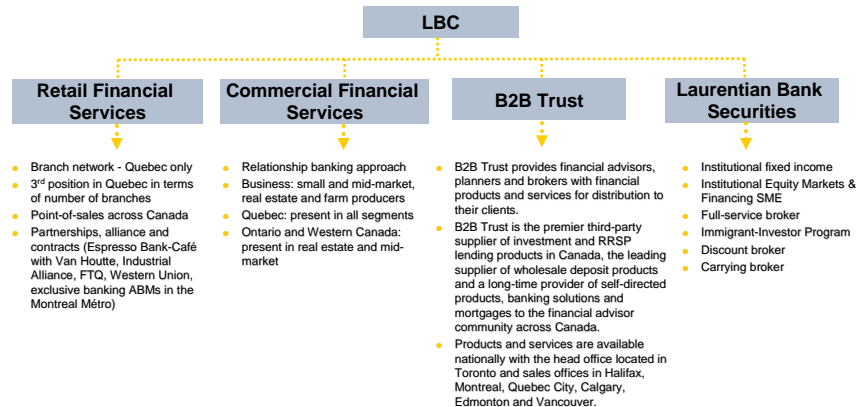 LBC
Retail Financial
Services
Commercial Financial
Services
B2B Trust
Laurentian Bank
Securities
Branch network - Quebec only
3rd position in Quebec in terms
of number of branches
Point-of-sales across Canada
Partnerships, alliance and
contracts (Espresso Bank-Café
with Van Houtte, Industrial
Alliance, FTQ, Western Union,
exclusive banking ABMs in the
Montreal Métro)
Relationship banking approach
Business: small and mid-market,
real estate and farm producers
Quebec: present in all segments
Ontario and Western Canada:
present in real estate and mid-
market
B2B Trust provides financial advisors,
planners and brokers with financial
products and services for distribution to
their clients.
B2B Trust is the premier third-party
supplier of investment and RRSP
lending products in Canada, the leading
supplier of wholesale deposit products
and a long-time provider of self-directed
products, banking solutions and
mortgages to the financial advisor
community across Canada.
Products and services are available
nationally with the head office located in
Toronto and sales offices in Halifax,
Montreal, Quebec City, Calgary,
Edmonton and Vancouver.
Institutional fixed income
Institutional Equity Markets &
Financing SME
Full-service broker
Immigrant-Investor Program
Discount broker
Carrying broker